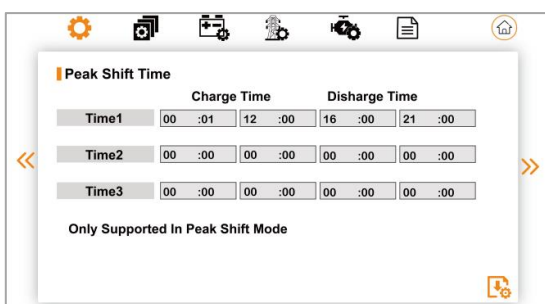 Peak Shift Time
Charge Time Disharge Time
Time1 00 :01 12 :00 16 :00 21 :00
Time2 00 :00 00 :00 00 :00 00 :00
Time3 00 :00 00 :00 00 :00 00 :00
Only Supported In Peak Shift Mode